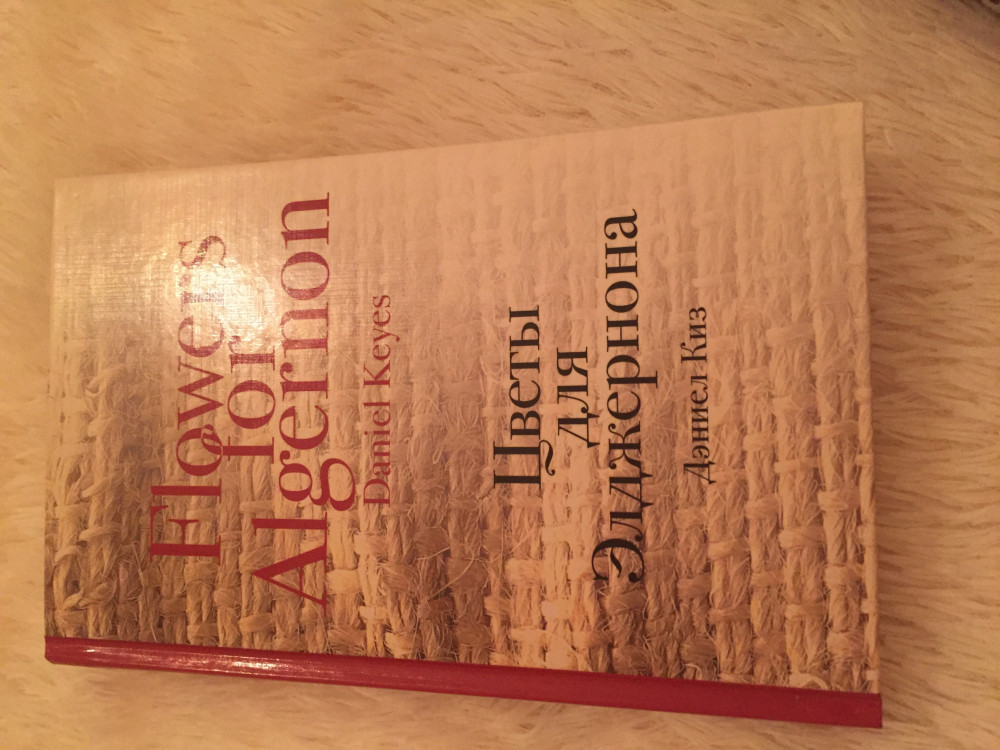 Flowers
for
Algernon
Daniel Keyes
Цветы
для
Элджернона
Дэниел Киз